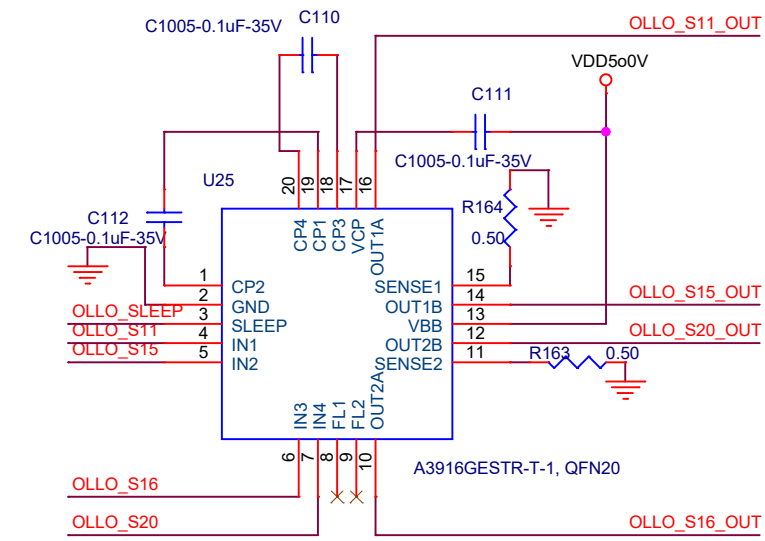 C110
C1005-0.1uF-35V
OLLO_S11_OUT
VDD5o0V
C111
C1005-0.1uF-35V
U25
20
19
18
17
16
R164
0.50
C112
C1005-0.1uF-35V
CP4
CP1
CP3
VCP
OUT1A
1
CP2
2
GND
OLLO_SLEEP
3
SLEEP
OLLO_S11
4
IN1
OLLO_S15
5
IN2
SENSE1
15
OUT1B
14
OLLO_S15_OUT
VBB
13
OUT2B
12
OLLO_S20_OUT
SENSE2
11
R163
0.50
IN3
IN4
FL1
FL2
OUT2A
6
7
8
9
10
A3916GESTR-T-1, QFN20
OLLO_S16
OLLO_S20
OLLO_S16_OUT